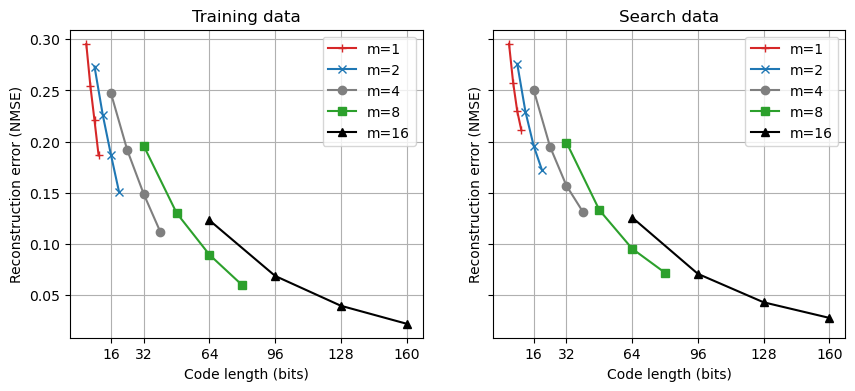 Training data
Search data
Reconstruction error (NMSE)
0.30
0.25
0.20
0.15
0.10
0.05
m=1
m=2
m=4
m=8
m=16
16 32 64 96 128 160
Code length (bits)
Reconstruction error (NMSE)
m=1
m=2
m=4
m=8
m=16
16 32 64 96 128 160
Code length (bits)